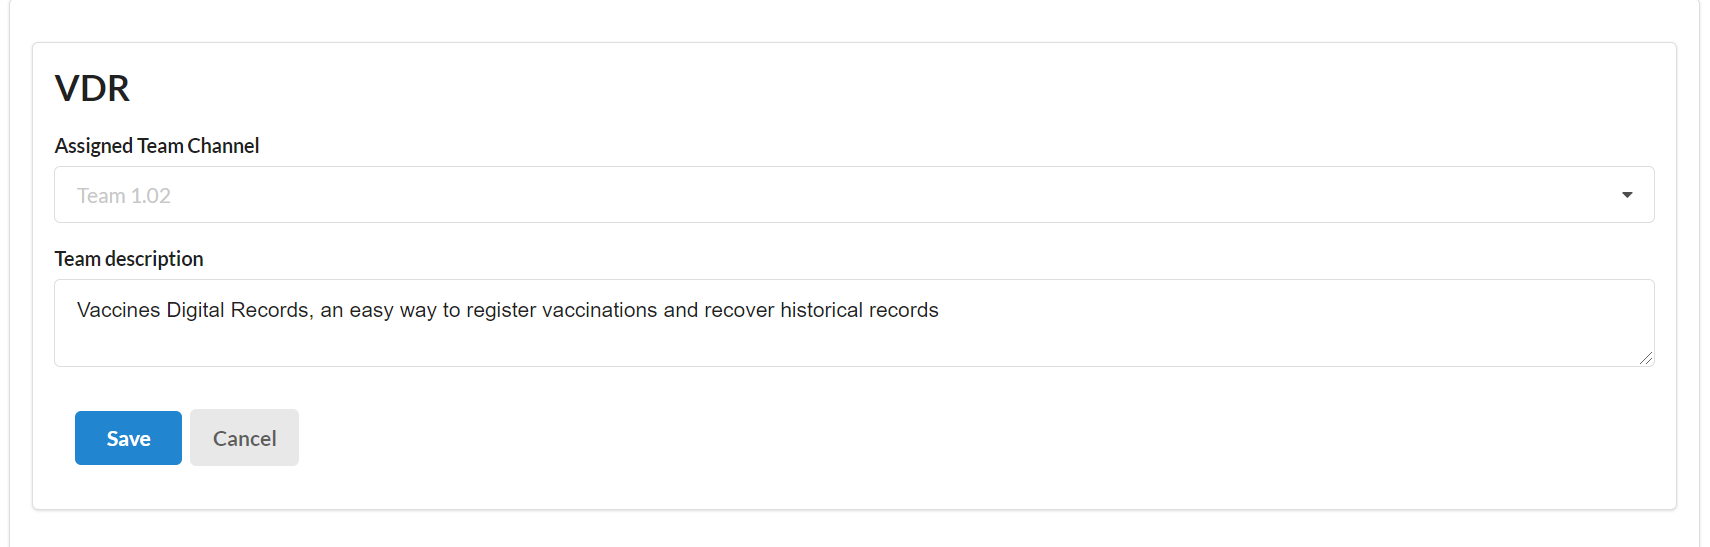 VDR
Assigned Team Channel
Team 1.02
Team description
Vaccines Digital Records, an easy way to register vaccinations and recover historical records
Save Cancel